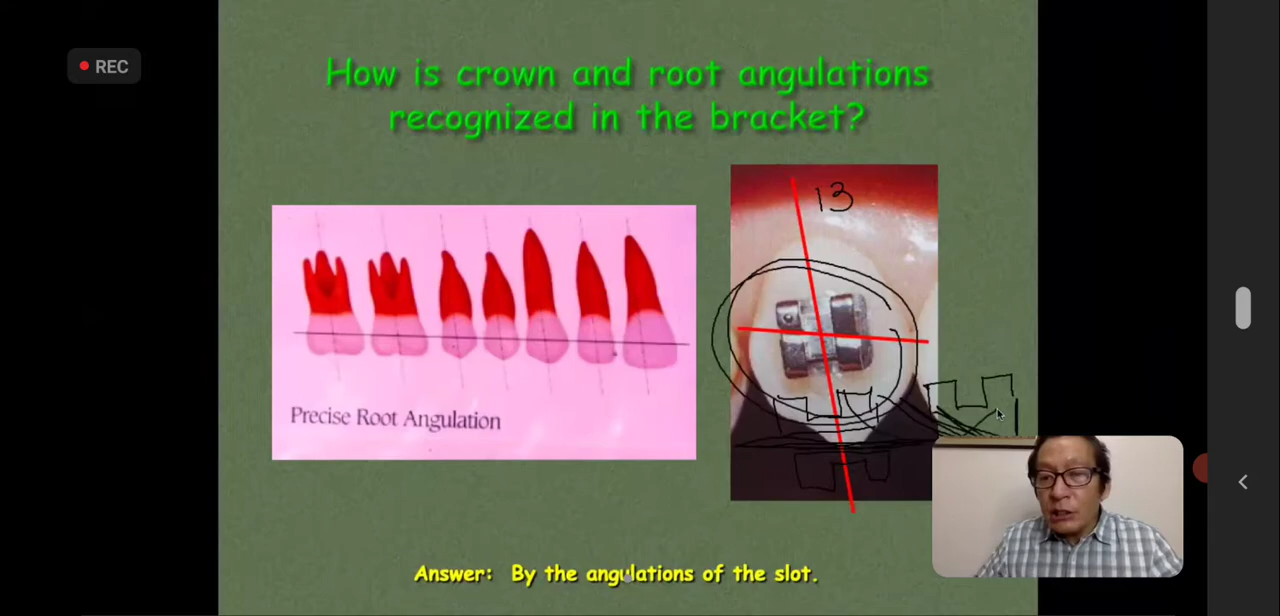 REC
How is crown and root angulations
recognized in the bracket?
13
Precise Root Angulation
Answer: By the angulations of the slot.